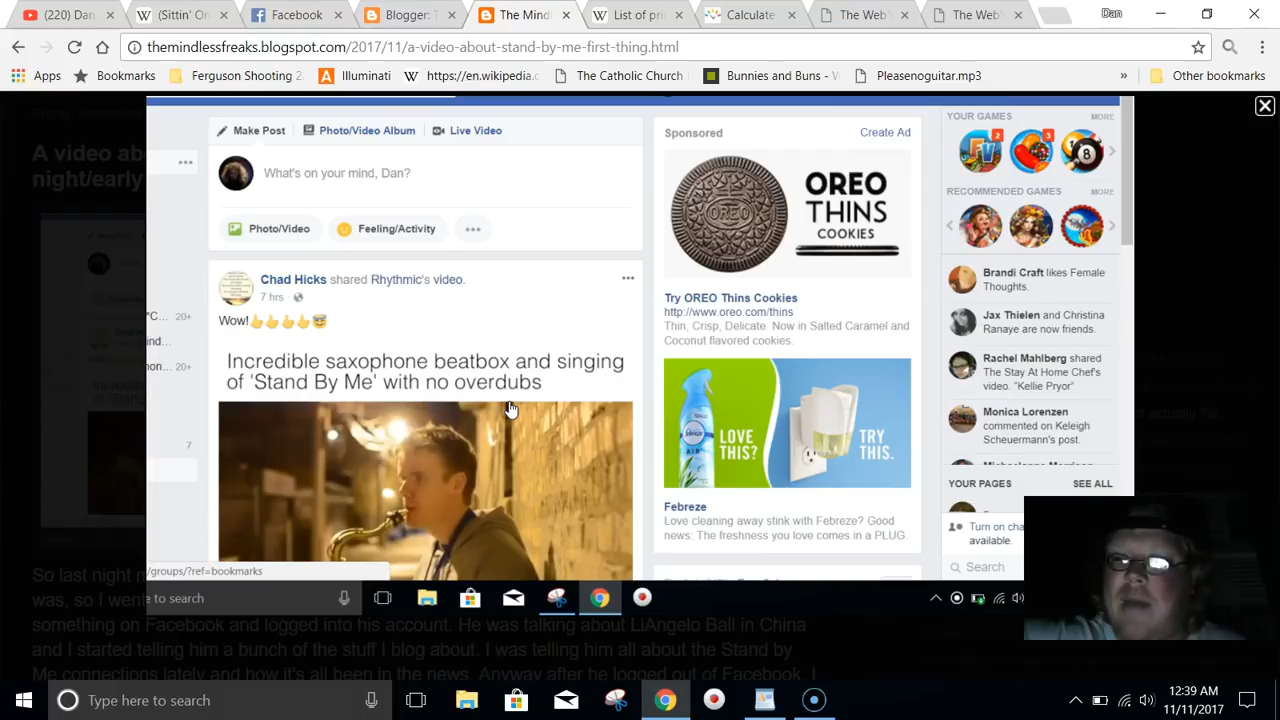 (220) Dan
(Sittin' On
Facebook
Blogger: T
The Mindl
List of pri
Calculate
The Web'
The Web'
Dan
themindlessfreaks.blogspot.com/2017/11/a-video-about-stand-by-me-first-thing.html
Apps
Bookmarks
Ferguson Shooting 2
Illuminati
https://en.wikipedia.o
The Catholic Church
Bunnies and Buns - W
Pleasenoguitar.mp3
»
Other bookmarks
A video ab
night/early
Make Post
Photo/Video Album
Live Video
What's on your mind, Dan?
Photo/Video
Feeling/Activity
Chad Hicks shared Rhythmic's video.
7 hrs
Wow!
Incredible saxophone beatbox and singing
of 'Stand By Me' with no overdubs
"C... 20+
ind...
mon... 20+
7
Sponsored
Create Ad
OREO
THINS
COOKIES
Try OREO Thins Cookies
http://www.oreo.com/thins
Thin, Crisp, Delicate. Now in Salted Caramel and
Coconut flavored cookies.
febreze
AIR
LOVE
THIS?
TRY
THIS.
Febreze
Love cleaning away stink with Febreze? Good
news: The freshness you love comes in a PLUG.
YOUR GAMES
MORE
2
3
8
RECOMMENDED GAMES
MORE
Brandi Craft likes Female
Thoughts.
Jax Thielen and Christina
Ranaye are now friends.
Rachel Mahlberg shared
The Stay At Home Chef's
video. "Kellie Pryor"
Monica Lorenzen
commented on Keleigh
Scheuermann's post.
YOUR PAGES
SEE ALL
Turn on cha
available.
Search
/groups/?ref=bookmarks
e to search
So last night
was, so I went
something on Facebook and logged into his account. He was talking about LiAngelo Ball in China
and I started telling him a bunch of the stuff I blog about. I was telling him all about the Stand by
Me connections lately and how it's all been in the news. Anyway after he logged out of Facebook, I
Type here to search
12:39 AM
11/11/2017